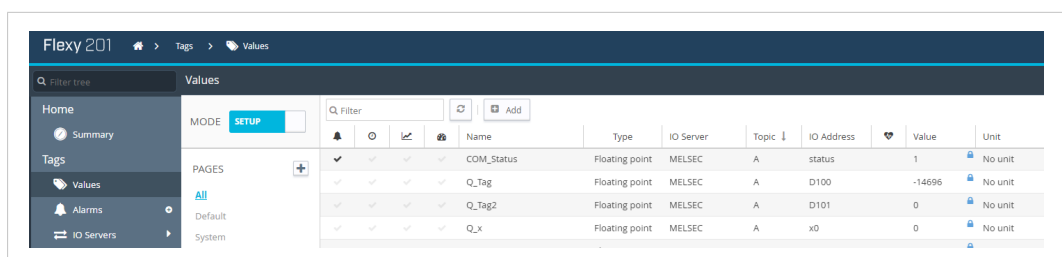 Flexy 201 > Tags > Values
Filter tree
Values
Home
Summary
Tags
Values
Alarms
IO Servers
MODE SETUP
PAGES
All
Default
System
Filter Add
Name Type IO Server Topic IO Address Value Unit
COM_Status Floating point MELSEC A status 1 No unit
Q_Tag Floating point MELSEC A D100 -14696 No unit
Q_Tag2 Floating point MELSEC A D101 0 No unit
Q_x Floating point MELSEC A x0 0 No unit